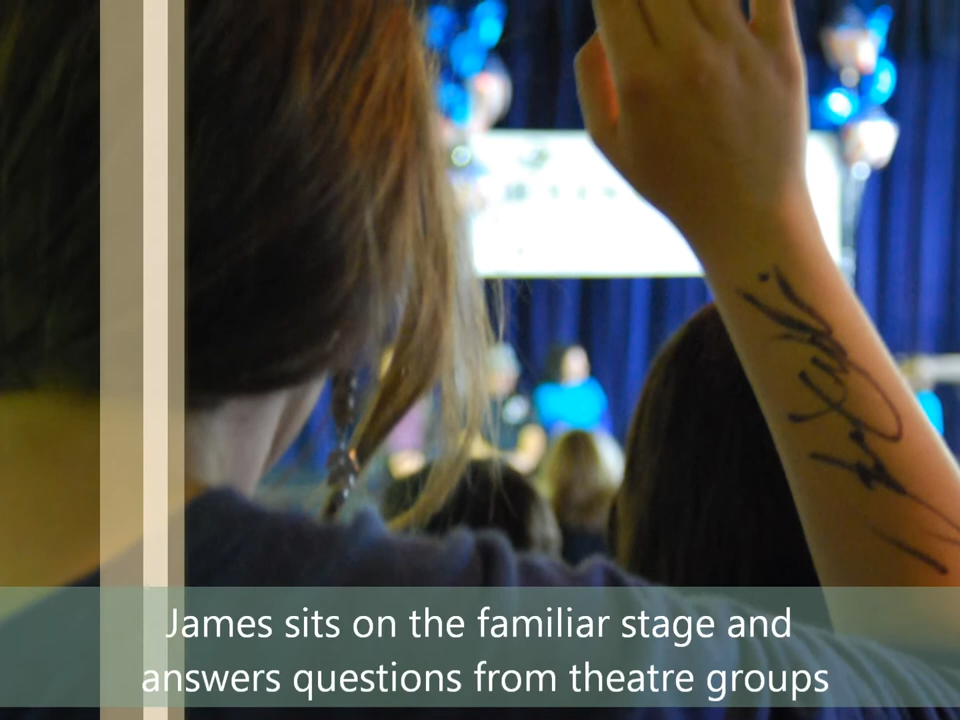 James sits on the familiar stage and
answers questions from theatre groups